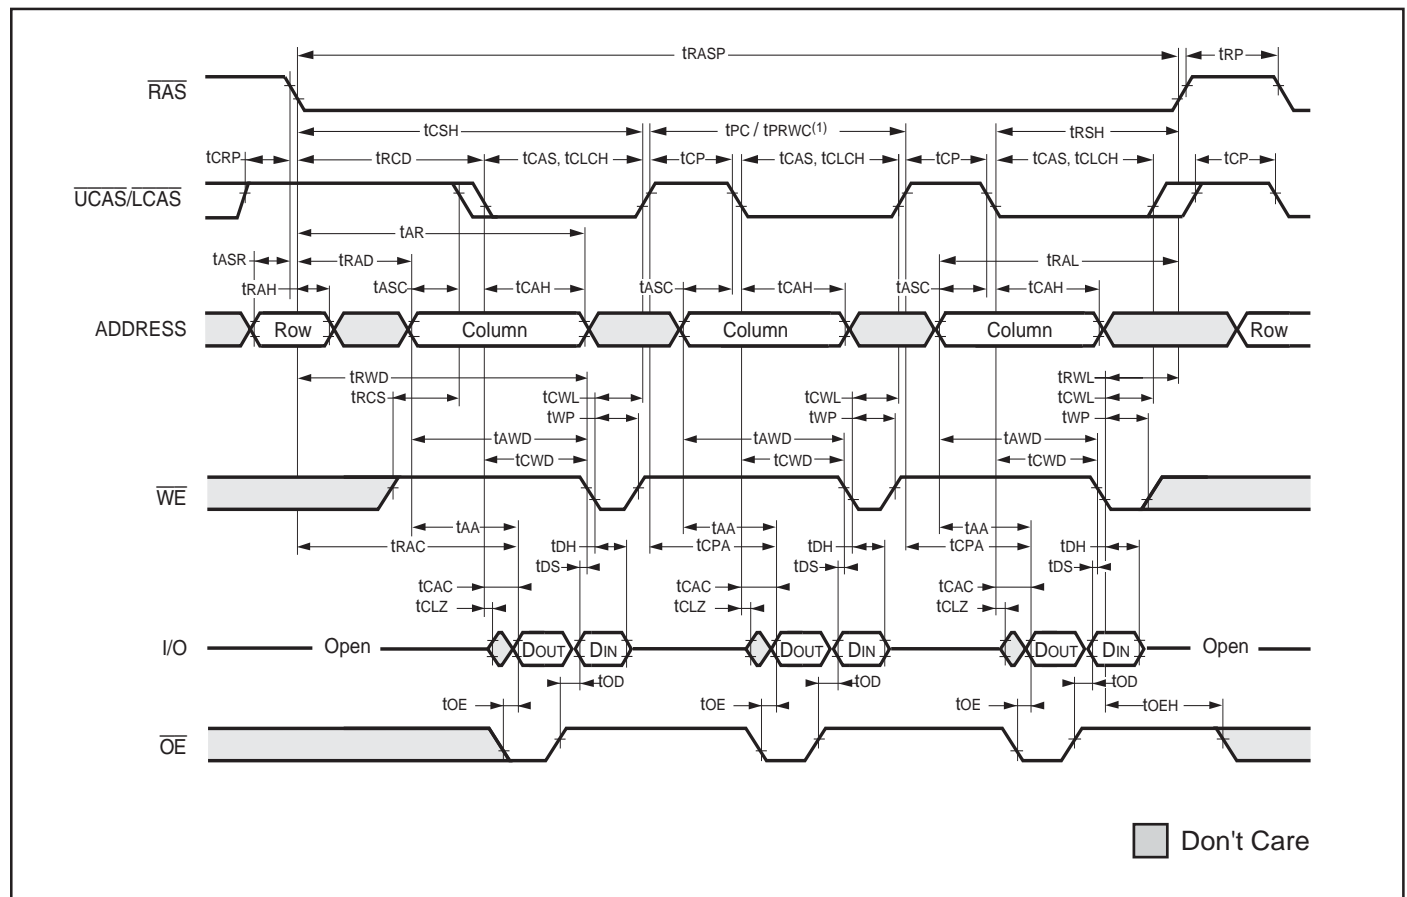 tRASP tRP
RAS
tCSH tPC / tPRWC(1) tRSH
tCRP tRCD tCAS, tCLCH tCP tCAS, tCLCH tCP tCAS, tCLCH tCP
UCAS/LCAS
tAR
tASR tRAD tRAL
tRAH tASC tCAH tASC tCAH tASC tCAH
ADDRESS Row Column Column Column Row
tRWD tRWL
tRCS tCWL tCWL tCWL
tWP tWP tWP
tAWD tAWD tAWD
tCWD tCWD tCWD
WE
tAA tAA tAA
tRAC tDH tCPA tDH tCPA tDH
tDS tDS tDS
tCAC tCAC tCAC
tCLZ tCLZ tCLZ
I/O Open DOUT DIN DOUT DIN DOUT DIN Open
tOD tOD tOD
tOE tOE tOE tOEH
OE
Don't Care